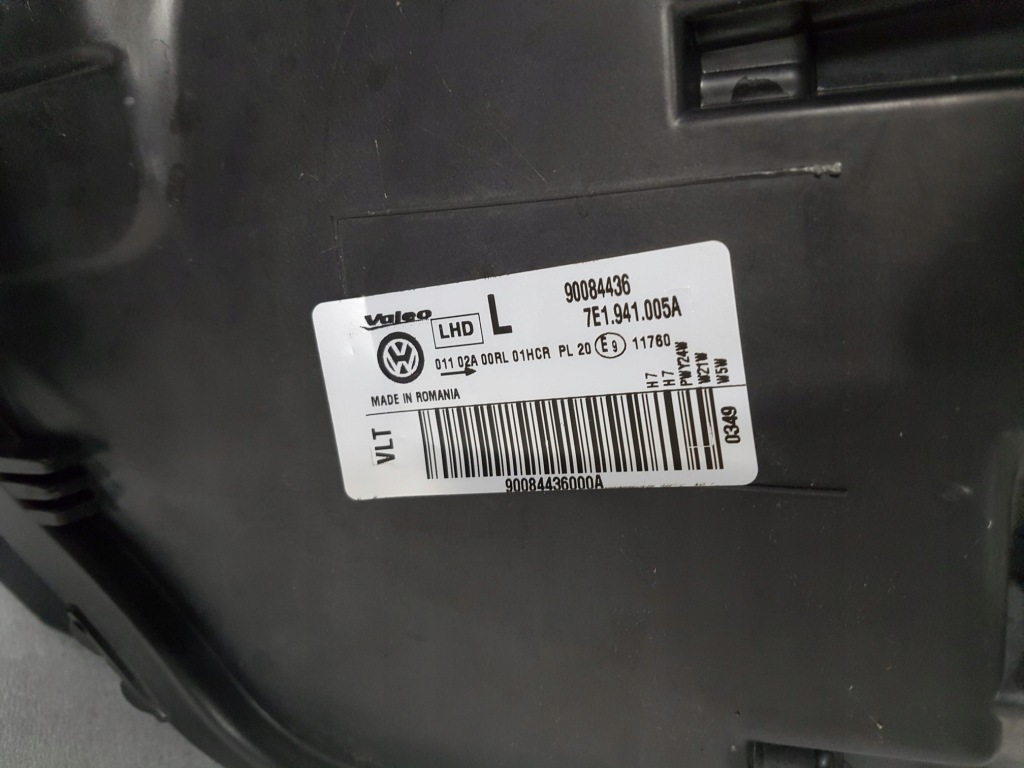 Valeo LHD L 90084436
7E1.941.005A
VW 011 02A 00RL 01HCR PL 20 E9 11760
MADE IN ROMANIA
H7
H7
PWY24W
W21W
W5W
VLT
0349
90084436000A